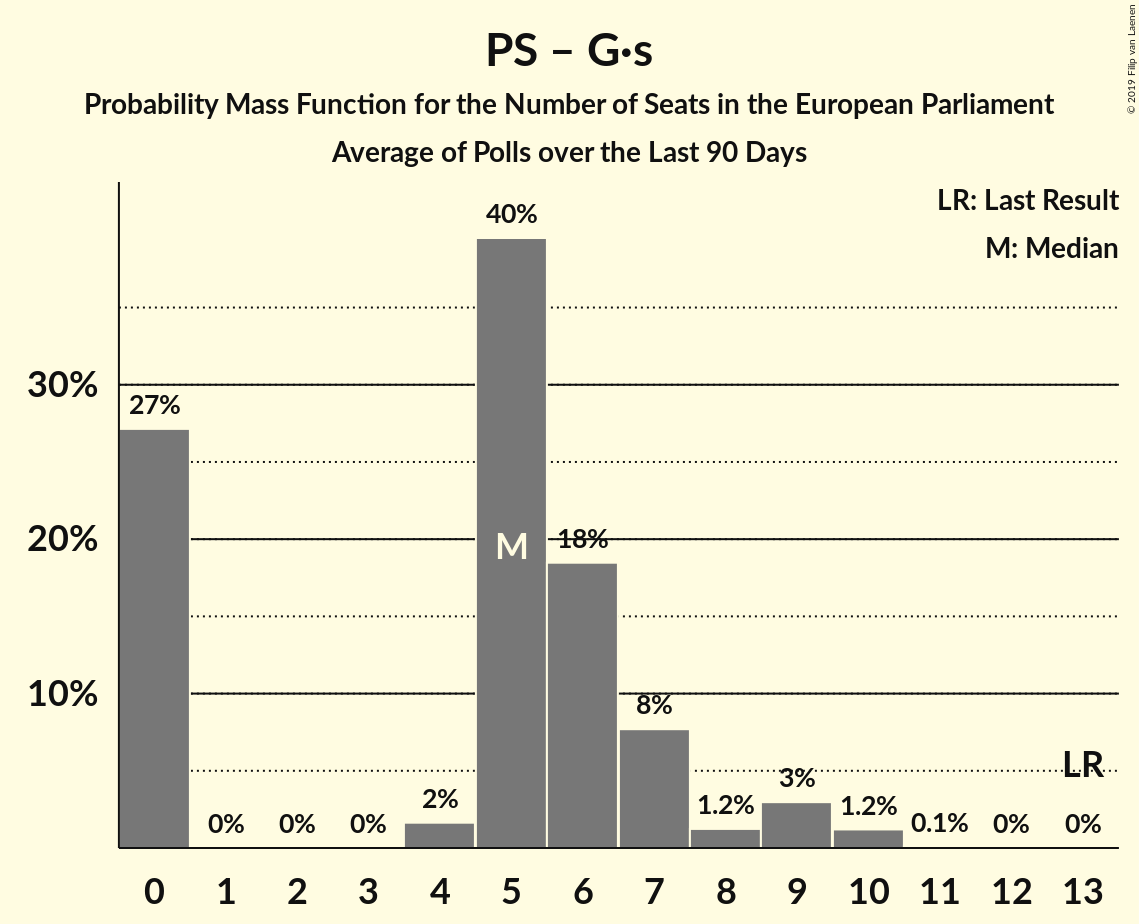 PS – G·s
Probability Mass Function for the Number of Seats in the European Parliament
Average of Polls over the Last 90 Days
© 2019 Filip van Laenen
LR: Last Result
M: Median
40%
30%
27%
20%
M
18%
10%
8%
LR
3%
2%
1.2%
1.2%
0%
0%
0%
0.1%
0%
0%
0 1 2 3 4 5 6 7 8 9 10 11 12 13